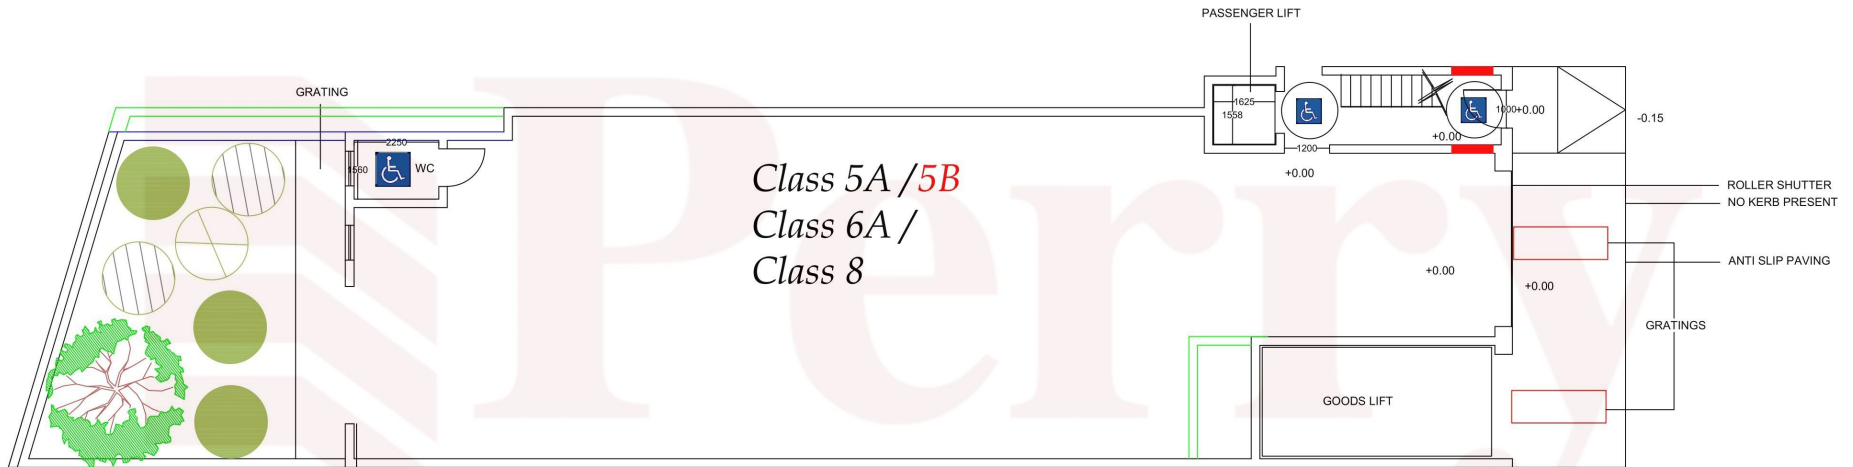 PASSENGER LIFT
GRATING
1625
1558
1000
+0.00
-0.15
+0.00
2250
1560
WC
1200
+0.00
Class 5A / 5B
Class 6A /
Class 8
ROLLER SHUTTER
NO KERB PRESENT
ANTI SLIP PAVING
+0.00
+0.00
GRATINGS
GOODS LIFT
Perry